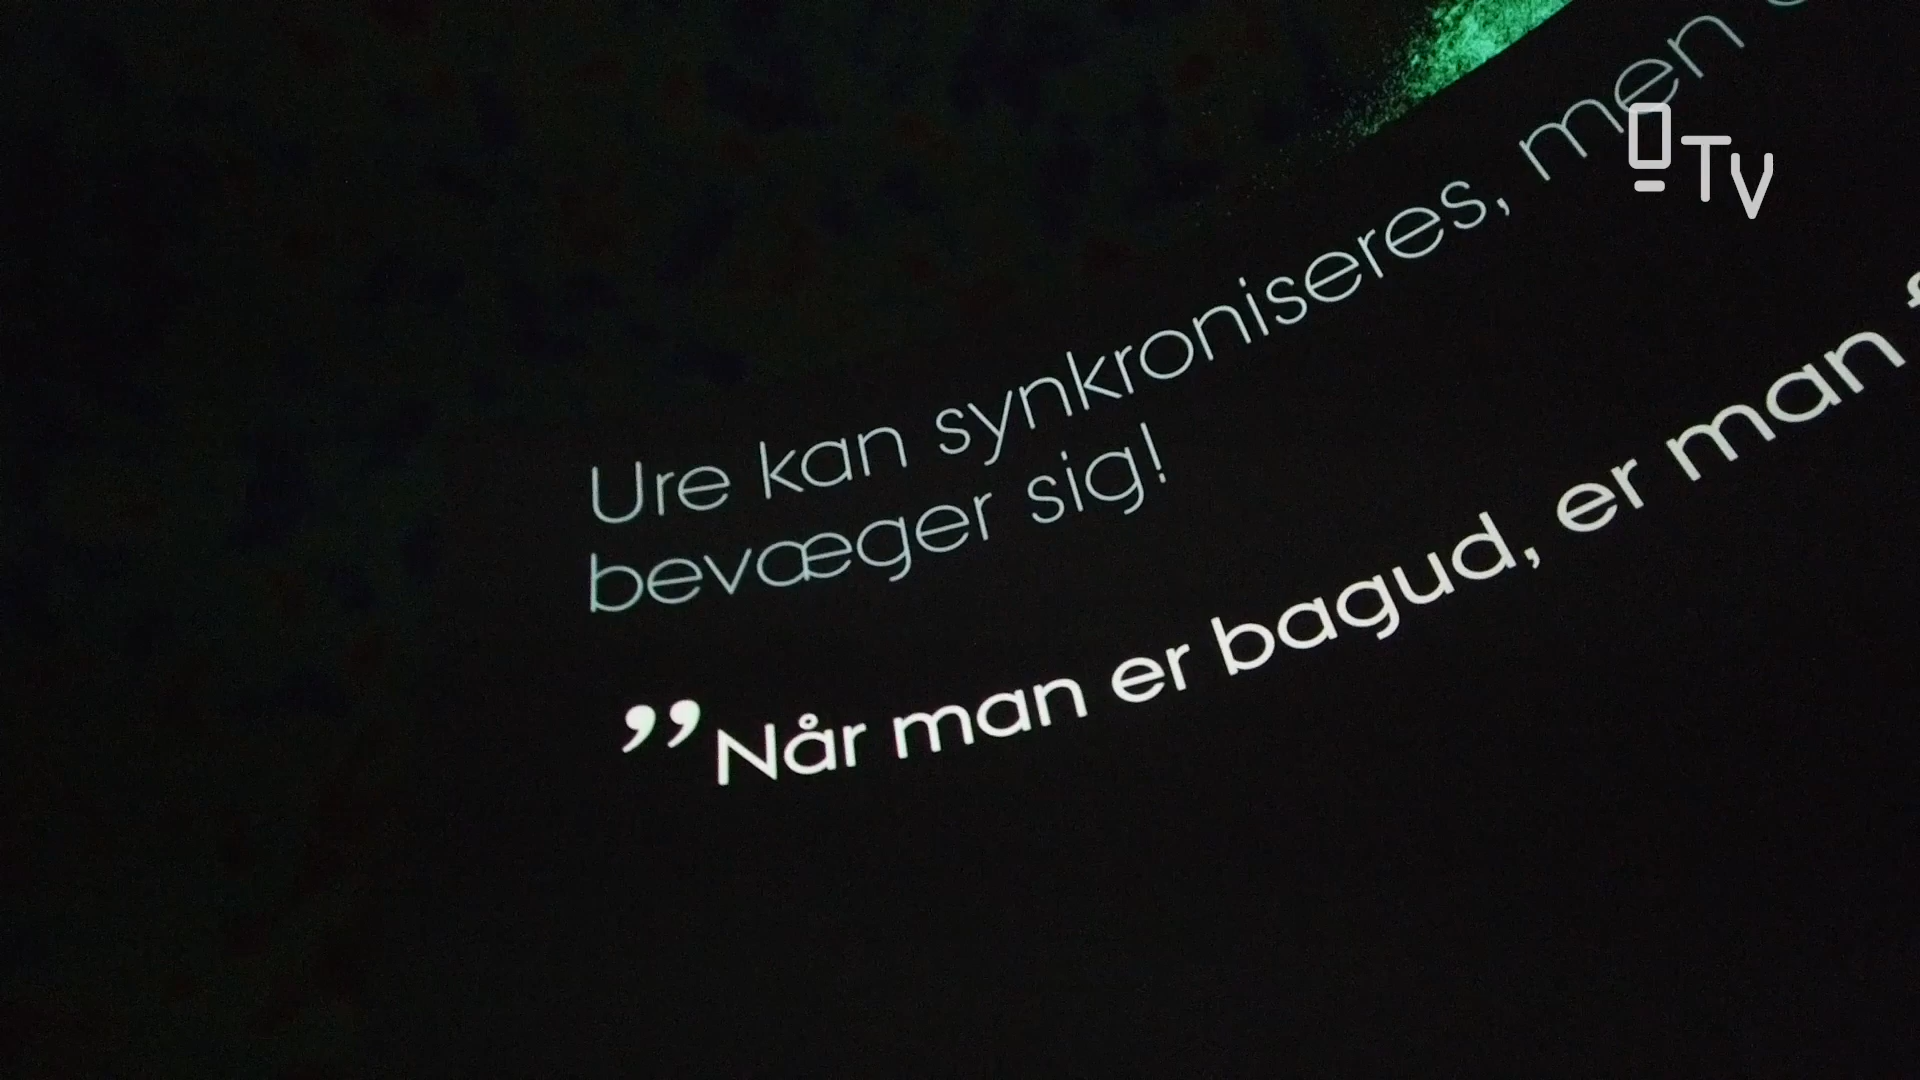 Ure kan synkroniseres, men
bevæger sig!
”Når man er bagud, er man
TV